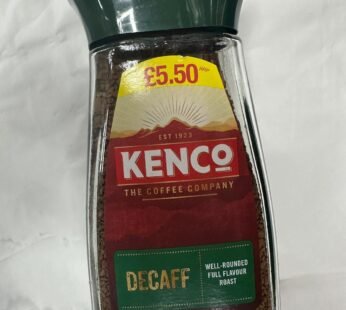 £5.50
EST 1923
KENCO
THE COFFEE COMPANY
DECAFF
WELL-ROUNDED
FULL FLAVOUR
ROAST